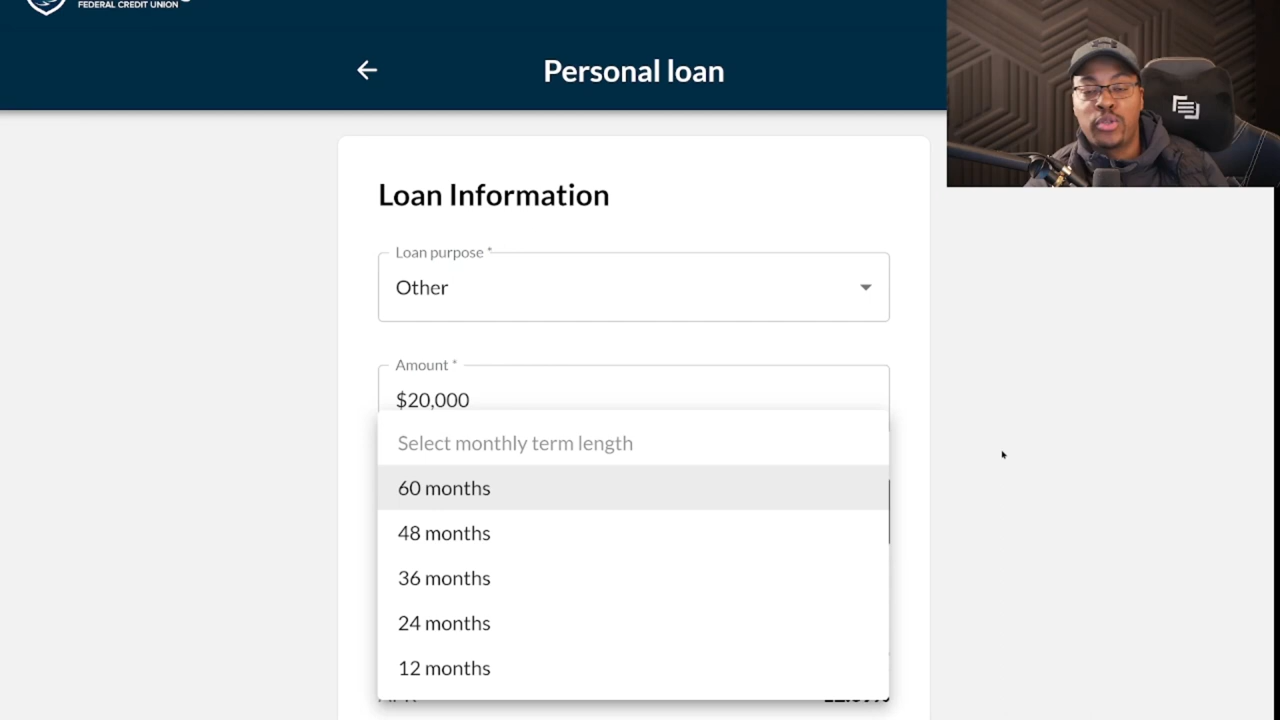 FEDERAL CREDIT UNION
Personal loan
Loan Information
Loan purpose *
Other
Amount *
$20,000
Select monthly term length
60 months
48 months
36 months
24 months
12 months